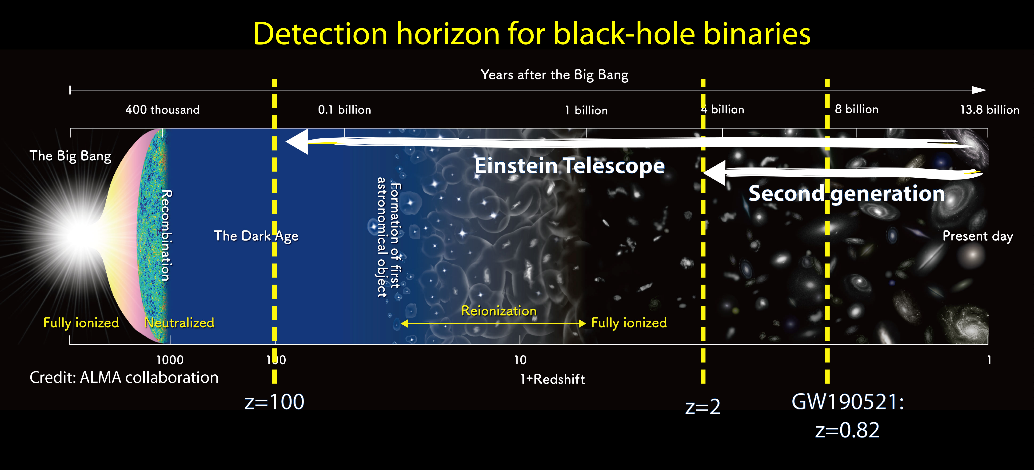 Detection horizon for black-hole binaries
Years after the Big Bang
400 thousand
0.1 billion
1 billion
4 billion
8 billion
13.8 billion
The Big Bang
Einstein Telescope
Second generation
Recombination
The Dark Age
Formation of first
astronomical object
Present day
Reionization
Fully ionized
Neutralized
Fully ionized
1000
100
10
1
Credit: ALMA collaboration
1+Redshift
z=100
z=2
GW190521:
z=0.82